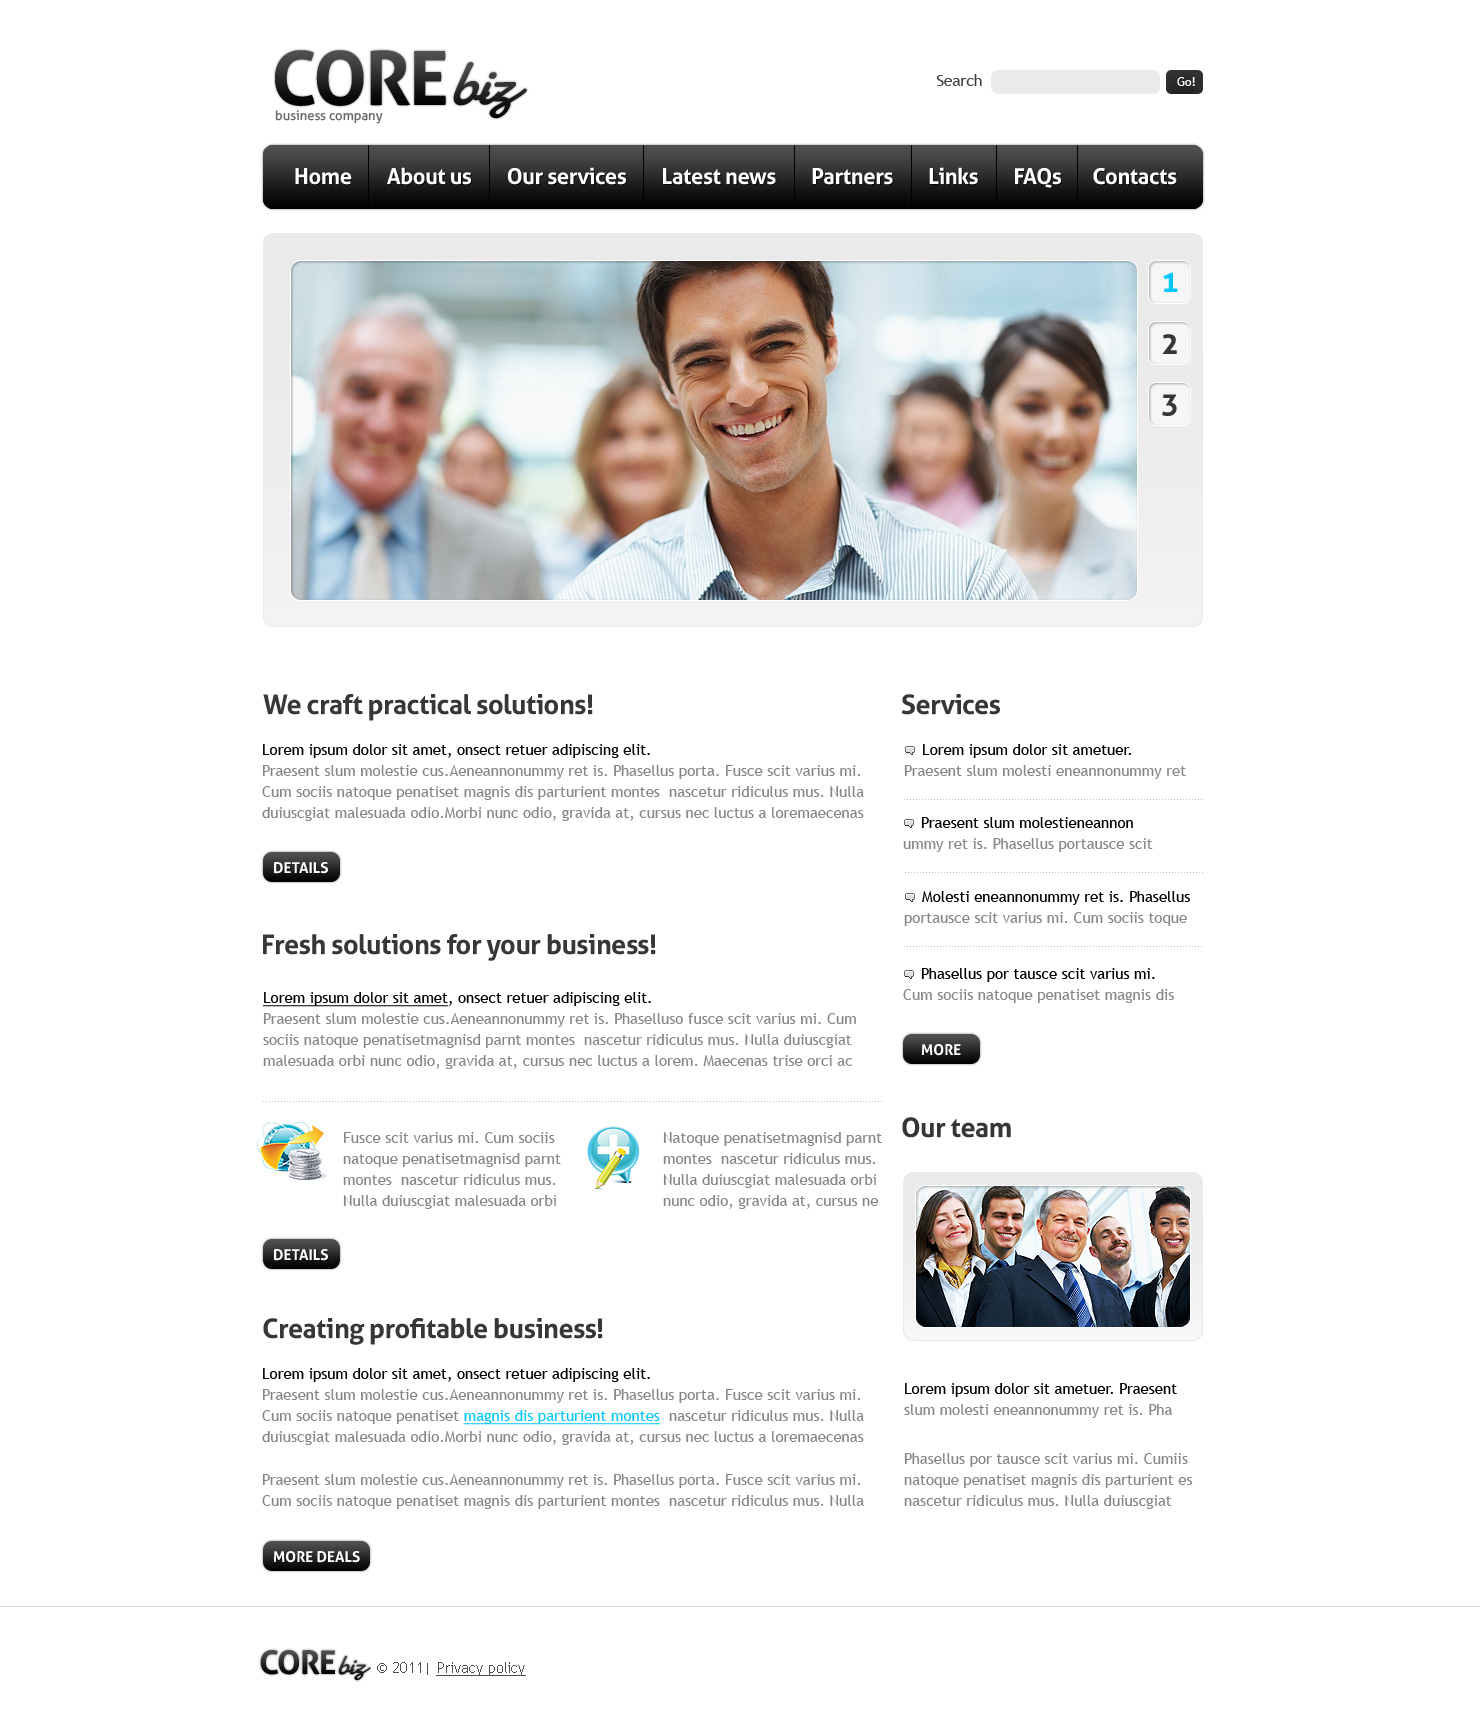 CORE biz
business company
Search Go!
Home About us Our services Latest news Partners Links FAQs Contacts
1
2
3
We craft practical solutions!
Lorem ipsum dolor sit amet, onsect retuer adipiscing elit.
Praesent slum molestie cus.Aeneannonummy ret is. Phasellus porta. Fusce scit varius mi.
Cum sociis natoque penatiset magnis dis parturient montes nascetur ridiculus mus. Nulla
duiuscgiat malesuada odio.Morbi nunc odio, gravida at, cursus nec luctus a loremaecenas
DETAILS
Fresh solutions for your business!
Lorem ipsum dolor sit amet, onsect retuer adipiscing elit.
Praesent slum molestie cus.Aeneannonummy ret is. Phaselluso fusce scit varius mi. Cum
sociis natoque penatisetmagnisd parnt montes nascetur ridiculus mus. Nulla duiuscgiat
malesuada orbi nunc odio, gravida at, cursus nec luctus a lorem. Maecenas trise orci ac
Fusce scit varius mi. Cum sociis
natoque penatisetmagnisd parnt
montes nascetur ridiculus mus.
Nulla duiuscgiat malesuada orbi
Natoque penatisetmagnisd parnt
montes nascetur ridiculus mus.
Nulla duiuscgiat malesuada orbi
nunc odio, gravida at, cursus ne
DETAILS
Creating profitable business!
Lorem ipsum dolor sit amet, onsect retuer adipiscing elit.
Praesent slum molestie cus.Aeneannonummy ret is. Phasellus porta. Fusce scit varius mi.
Cum sociis natoque penatiset magnis dis parturient montes nascetur ridiculus mus. Nulla
duiuscgiat malesuada odio.Morbi nunc odio, gravida at, cursus nec luctus a loremaecenas
Praesent slum molestie cus.Aeneannonummy ret is. Phasellus porta. Fusce scit varius mi.
Cum sociis natoque penatiset magnis dis parturient montes nascetur ridiculus mus. Nulla
MORE DEALS
Services
Lorem ipsum dolor sit ametuer.
Praesent slum molesti eneannonummy ret
Praesent slum molestieneannon
ummy ret is. Phasellus portausce scit
Molesti eneannonummy ret is. Phasellus
portausce scit varius mi. Cum sociis toque
Phasellus por tausce scit varius mi.
Cum sociis natoque penatiset magnis dis
MORE
Our team
Lorem ipsum dolor sit ametuer. Praesent
slum molesti eneannonummy ret is. Pha
Phasellus por tausce scit varius mi. Cumiis
natoque penatiset magnis dis parturient es
nascetur ridiculus mus. Nulla duiuscgiat
CORE biz © 2011| Privacy policy